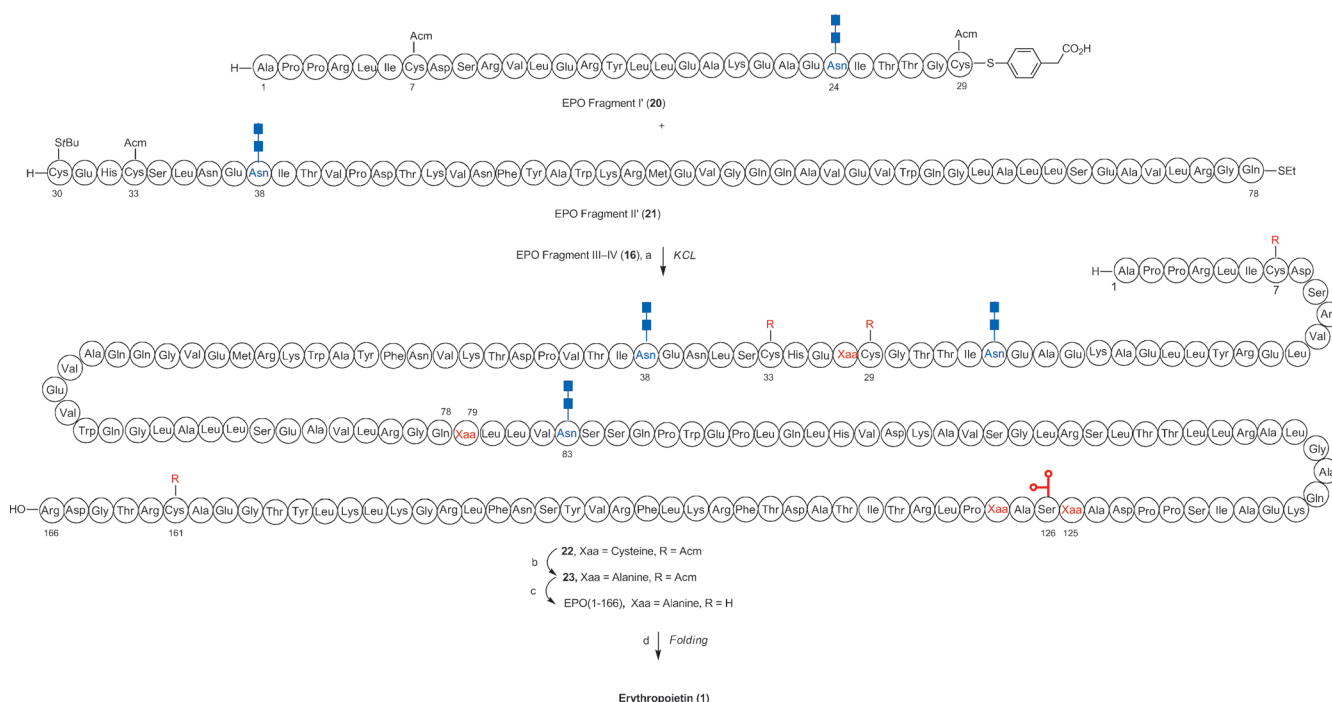 Acm Acm
CO2H
H Ala Pro Pro Arg Leu Ile Cys Asp Ser Arg Val Leu Glu Arg Tyr Leu Leu Glu Ala Lys Glu Ala Glu Asn Ile Thr Thr Gly Cys S
1 7 24 29
EPO Fragment I' (20)
+
StBu Acm
H Cys Glu His Cys Ser Leu Asn Glu Asn Ile Thr Val Pro Asp Thr Lys Val Asn Phe Tyr Ala Trp Lys Arg Met Glu Val Gly Gln Gln Ala Val Glu Val Trp Gln Gly Leu Ala Leu Leu Ser Glu Ala Val Leu Arg Gly Gln SEt
30 33 38 78
EPO Fragment II' (21)
EPO Fragment III–IV (16), a KCL
R
H Ala Pro Pro Arg Leu Ile Cys Asp
1 7
Ser
Val
R R
Ala Gln Gln Gly Val Glu Met Arg Lys Trp Ala Tyr Phe Asn Val Lys Thr Asp Pro Val Thr Ile Asn Glu Asn Leu Ser Cys His Glu Xaa Cys Gly Thr Thr Ile Asn Glu Ala Glu Lys Ala Glu Leu Leu Tyr Arg Glu Leu
38 33 29
Val
Glu
Val
78 79
Trp Gln Gly Leu Ala Leu Leu Ser Glu Ala Val Leu Arg Gly Gln Xaa Leu Leu Val Asn Ser Ser Gln Pro Trp Glu Pro Leu Gln Leu His Val Asp Lys Ala Val Ser Gly Leu Arg Ser Leu Thr Thr Leu Leu Arg Ala Leu
83
Gly
Ala
Gln
R
HO Arg Asp Gly Thr Arg Cys Ala Glu Gly Thr Tyr Leu Lys Leu Lys Gly Arg Leu Phe Asn Ser Tyr Val Arg Phe Leu Lys Arg Phe Thr Asp Ala Thr Ile Thr Arg Leu Pro Xaa Ala Ser Xaa Ala Asp Pro Pro Ser Ile Ala Glu Lys
166 161 126 125
22, Xaa = Cysteine, R = Acm
b
23, Xaa = Alanine, R = Acm
c
EPO(1-166), Xaa = Alanine, R = H
d Folding
Erythropoietin (1)